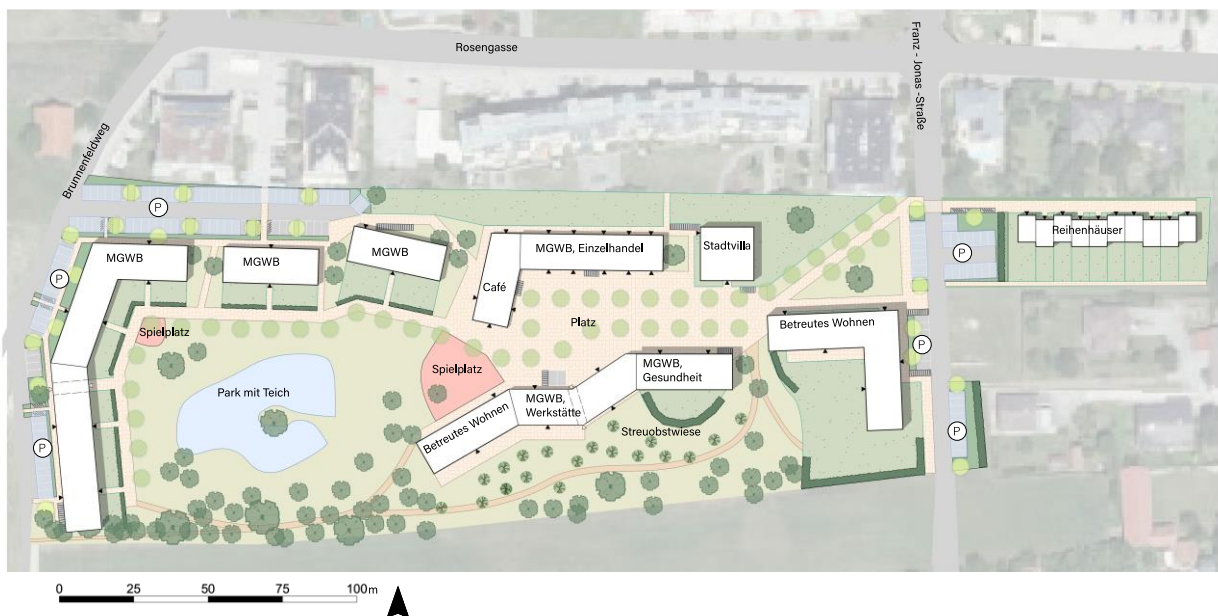 Rosengasse
Franz - Jonas -Straße
Brunnenfeldweg
P
P
MGWB
MGWB
MGWB
MGWB, Einzelhandel
Stadtvilla
Reihenhäuser
P
Café
Spielplatz
Platz
Betreutes Wohnen
P
Spielplatz
MGWB,
Gesundheit
Park mit Teich
MGWB,
Werkstätte
Betreutes Wohnen
Streuobstwiese
P
P
0 25 50 75 100m